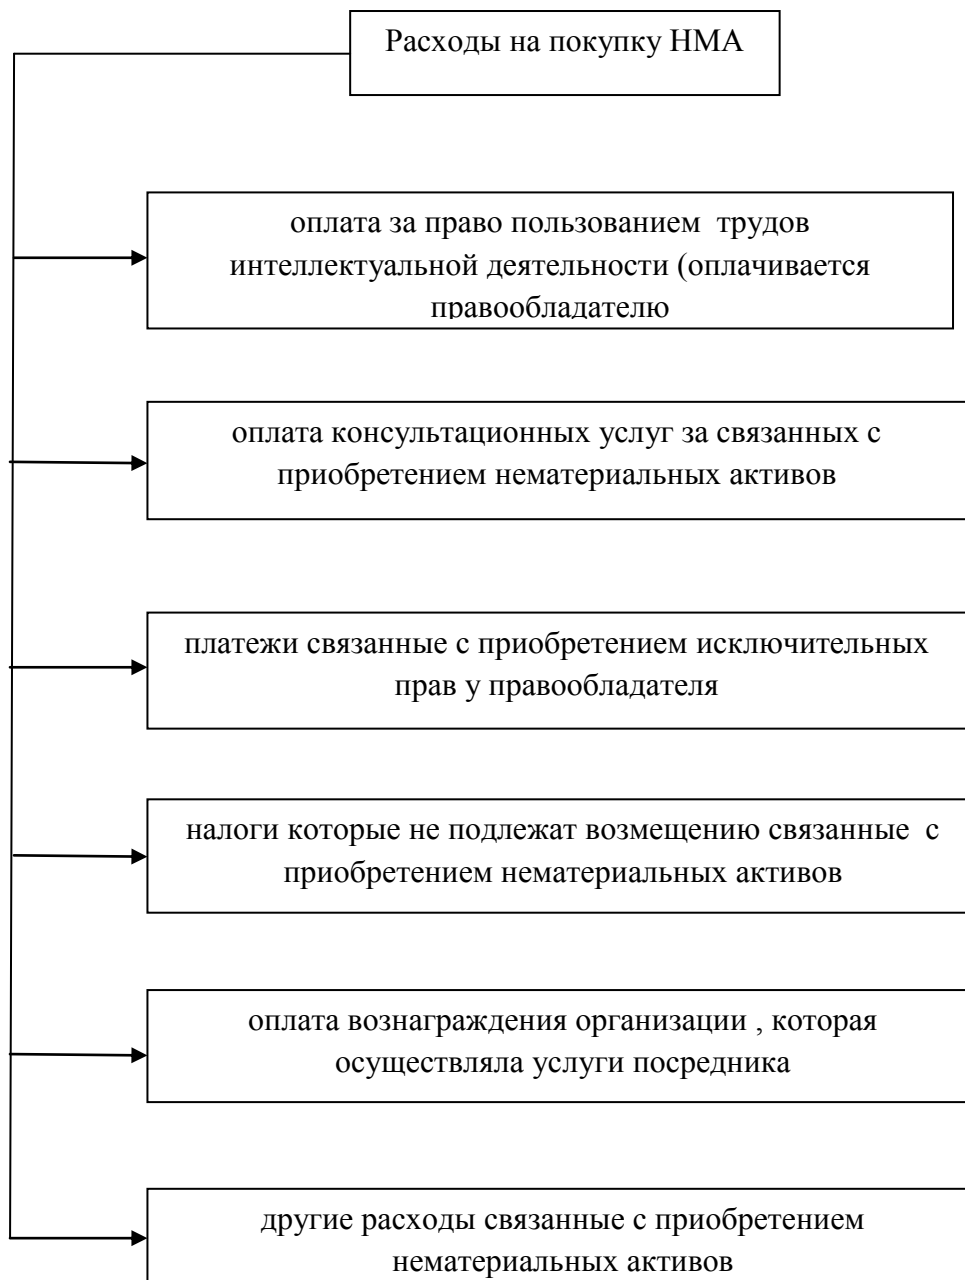 Расходы на покупку НМА
оплата за право пользованием трудов
интеллектуальной деятельности (оплачивается
правообладателю
оплата консультационных услуг за связанных с
приобретением нематериальных активов
платежи связанные с приобретением исключительных
прав у правообладателя
налоги которые не подлежат возмещению связанные с
приобретением нематериальных активов
оплата вознаграждения организации , которая
осуществляла услуги посредника
другие расходы связанные с приобретением
нематериальных активов